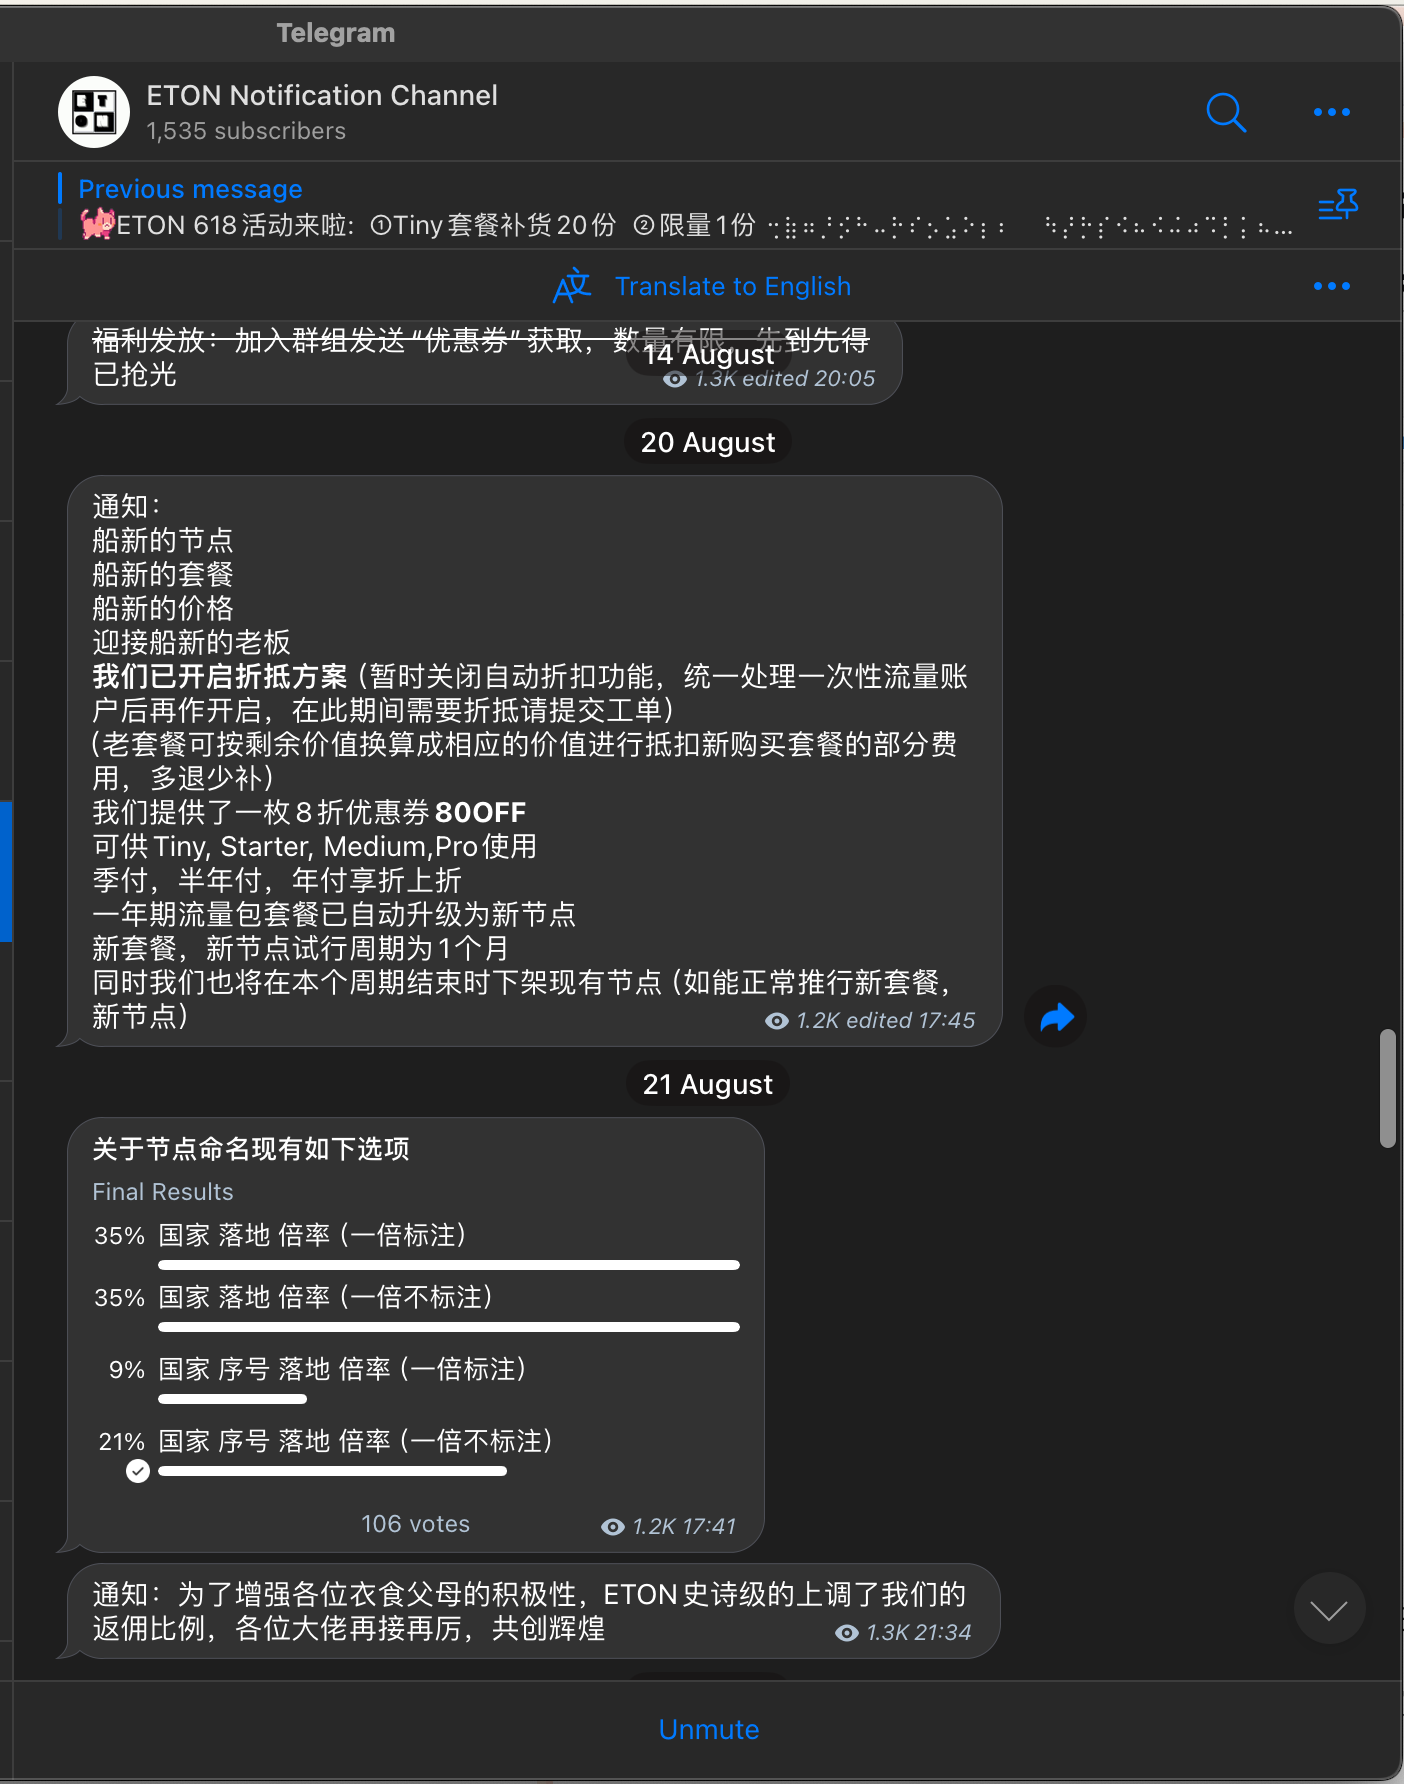 Telegram
ETON Notification Channel
1,535 subscribers
Previous message
ETON 618活动来啦: ①Tiny套餐补货20份 ②限量1份
Translate to English
福利发放：加入群组发送“优惠券”获取，数量有限，先到先得
14 August
已抢光
1.3K edited 20:05
20 August
通知：
船新的节点
船新的套餐
船新的价格
迎接船新的老板
我们已开启折抵方案（暂时关闭自动折扣功能，统一处理一次性流量账
户后再作开启，在此期间需要折抵请提交工单）
（老套餐可按剩余价值换算成相应的价值进行抵扣新购买套餐的部分费
用，多退少补）
我们提供了一枚8折优惠券80OFF
可供Tiny, Starter, Medium,Pro使用
季付，半年付，年付享折上折
一年期流量包套餐已自动升级为新节点
新套餐，新节点试行周期为1个月
同时我们也将在本个周期结束时下架现有节点（如能正常推行新套餐，
新节点）
1.2K edited 17:45
21 August
关于节点命名现有如下选项
Final Results
35% 国家 落地 倍率（一倍标注）
35% 国家 落地 倍率（一倍不标注）
9% 国家 序号 落地 倍率（一倍标注）
21% 国家 序号 落地 倍率（一倍不标注）
106 votes
1.2K 17:41
通知：为了增强各位衣食父母的积极性，ETON史诗级的上调了我们的
返佣比例，各位大佬再接再厉，共创辉煌
1.3K 21:34
Unmute